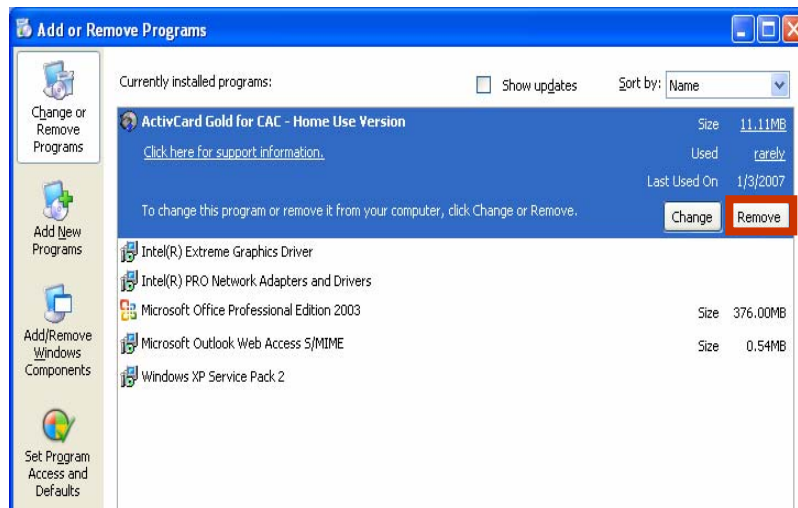 Add or Remove Programs
Change or
Remove
Programs
Add New
Programs
Add/Remove
Windows
Components
Set Program
Access and
Defaults
Currently installed programs:
Show updates
Sort by: Name
ActivCard Gold for CAC - Home Use Version
Size 11.11MB
Click here for support information.
Used rarely
Last Used On 1/3/2007
To change this program or remove it from your computer, click Change or Remove.
Change Remove
Intel(R) Extreme Graphics Driver
Intel(R) PRO Network Adapters and Drivers
Microsoft Office Professional Edition 2003 Size 376.00MB
Microsoft Outlook Web Access S/MIME Size 0.54MB
Windows XP Service Pack 2